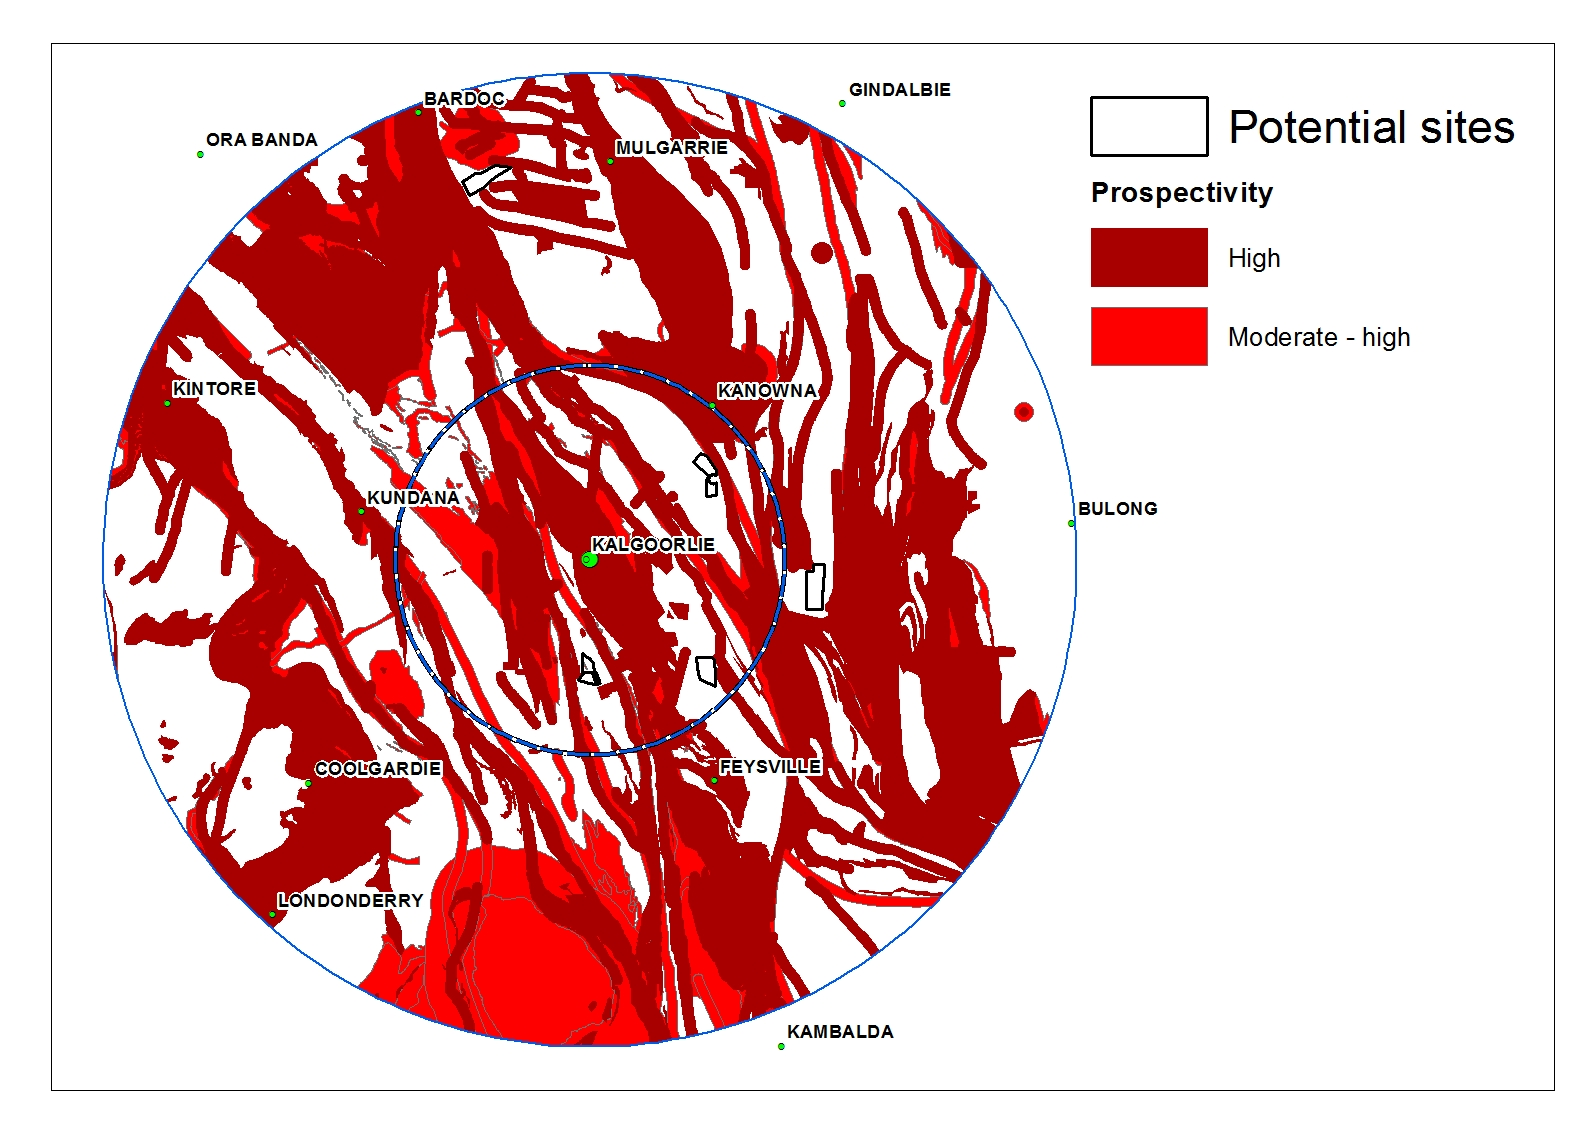 GINDALBIE
BARDOC
ORA BANDA
MULGARRIE
Potential sites
Prospectivity
High
Moderate - high
KINTORE
KANOWNA
KUNDANA
BULONG
KALGOORLIE
FEYSVILLE
COOLGARDIE
LONDONDERRY
KAMBALDA